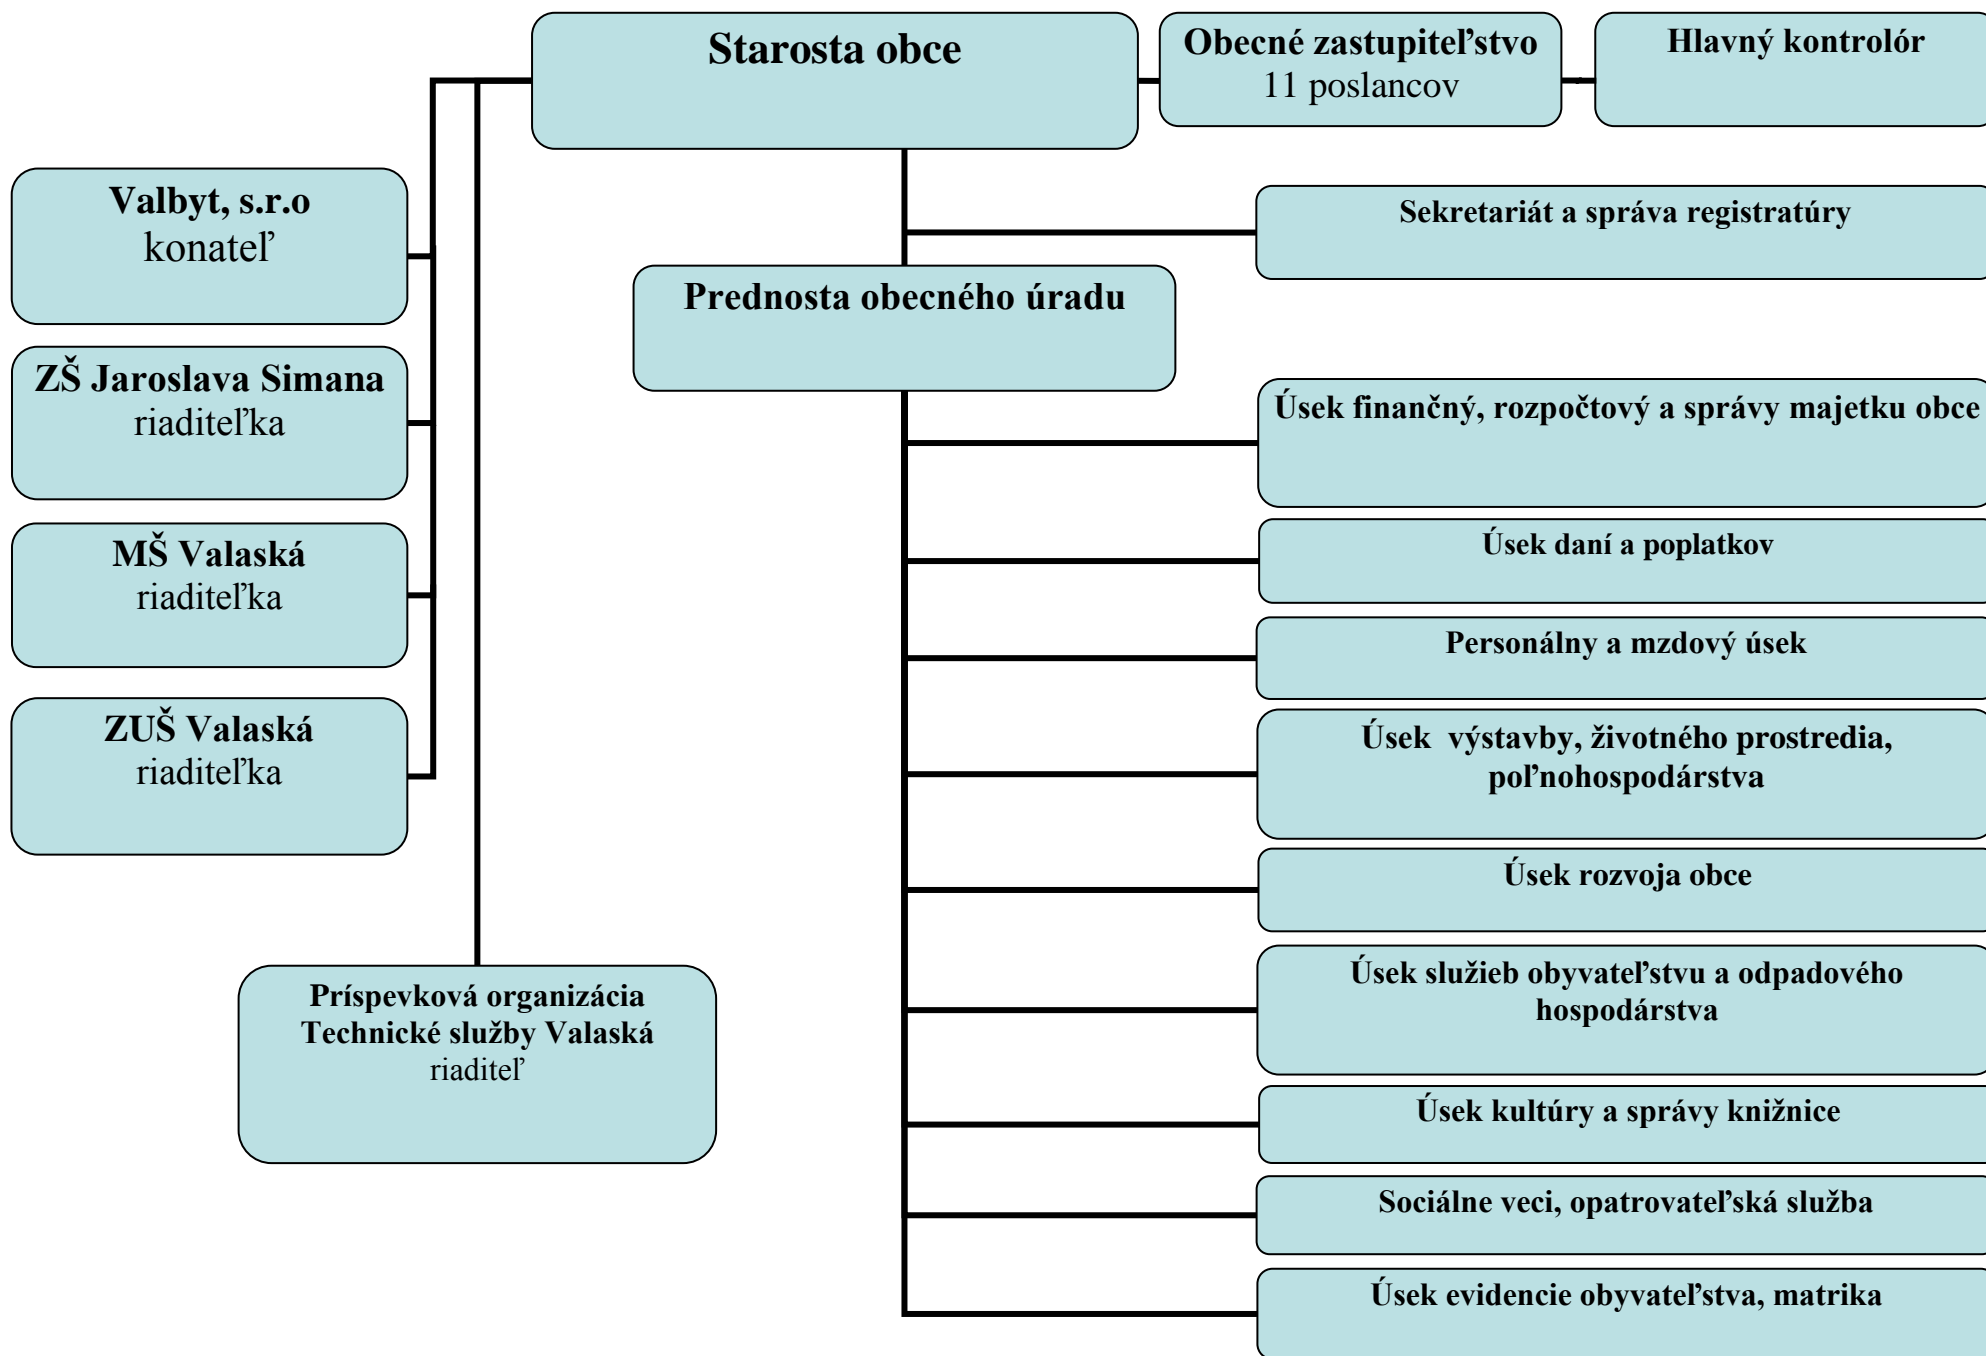 Starosta obce
Obecné zastupiteľstvo
11 poslancov
Hlavný kontrolór
Valbyt, s.r.o
konateľ
Sekretariát a správa registratúry
Prednosta obecného úradu
ZŠ Jaroslava Simana
riaditeľka
Úsek finančný, rozpočtový a správy majetku obce
MŠ Valaská
riaditeľka
Úsek daní a poplatkov
Personálny a mzdový úsek
ZUŠ Valaská
riaditeľka
Úsek výstavby, životného prostredia,
poľnohospodárstva
Úsek rozvoja obce
Príspevková organizácia
Technické služby Valaská
riaditeľ
Úsek služieb obyvateľstvu a odpadového
hospodárstva
Úsek kultúry a správy knižnice
Sociálne veci, opatrovateľská služba
Úsek evidencie obyvateľstva, matrika